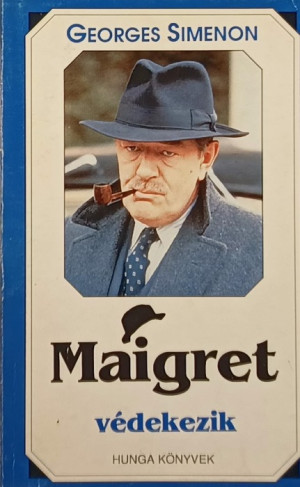 GEORGES SIMENON
Maigret
védekezik
HUNGA KÖNYVEK